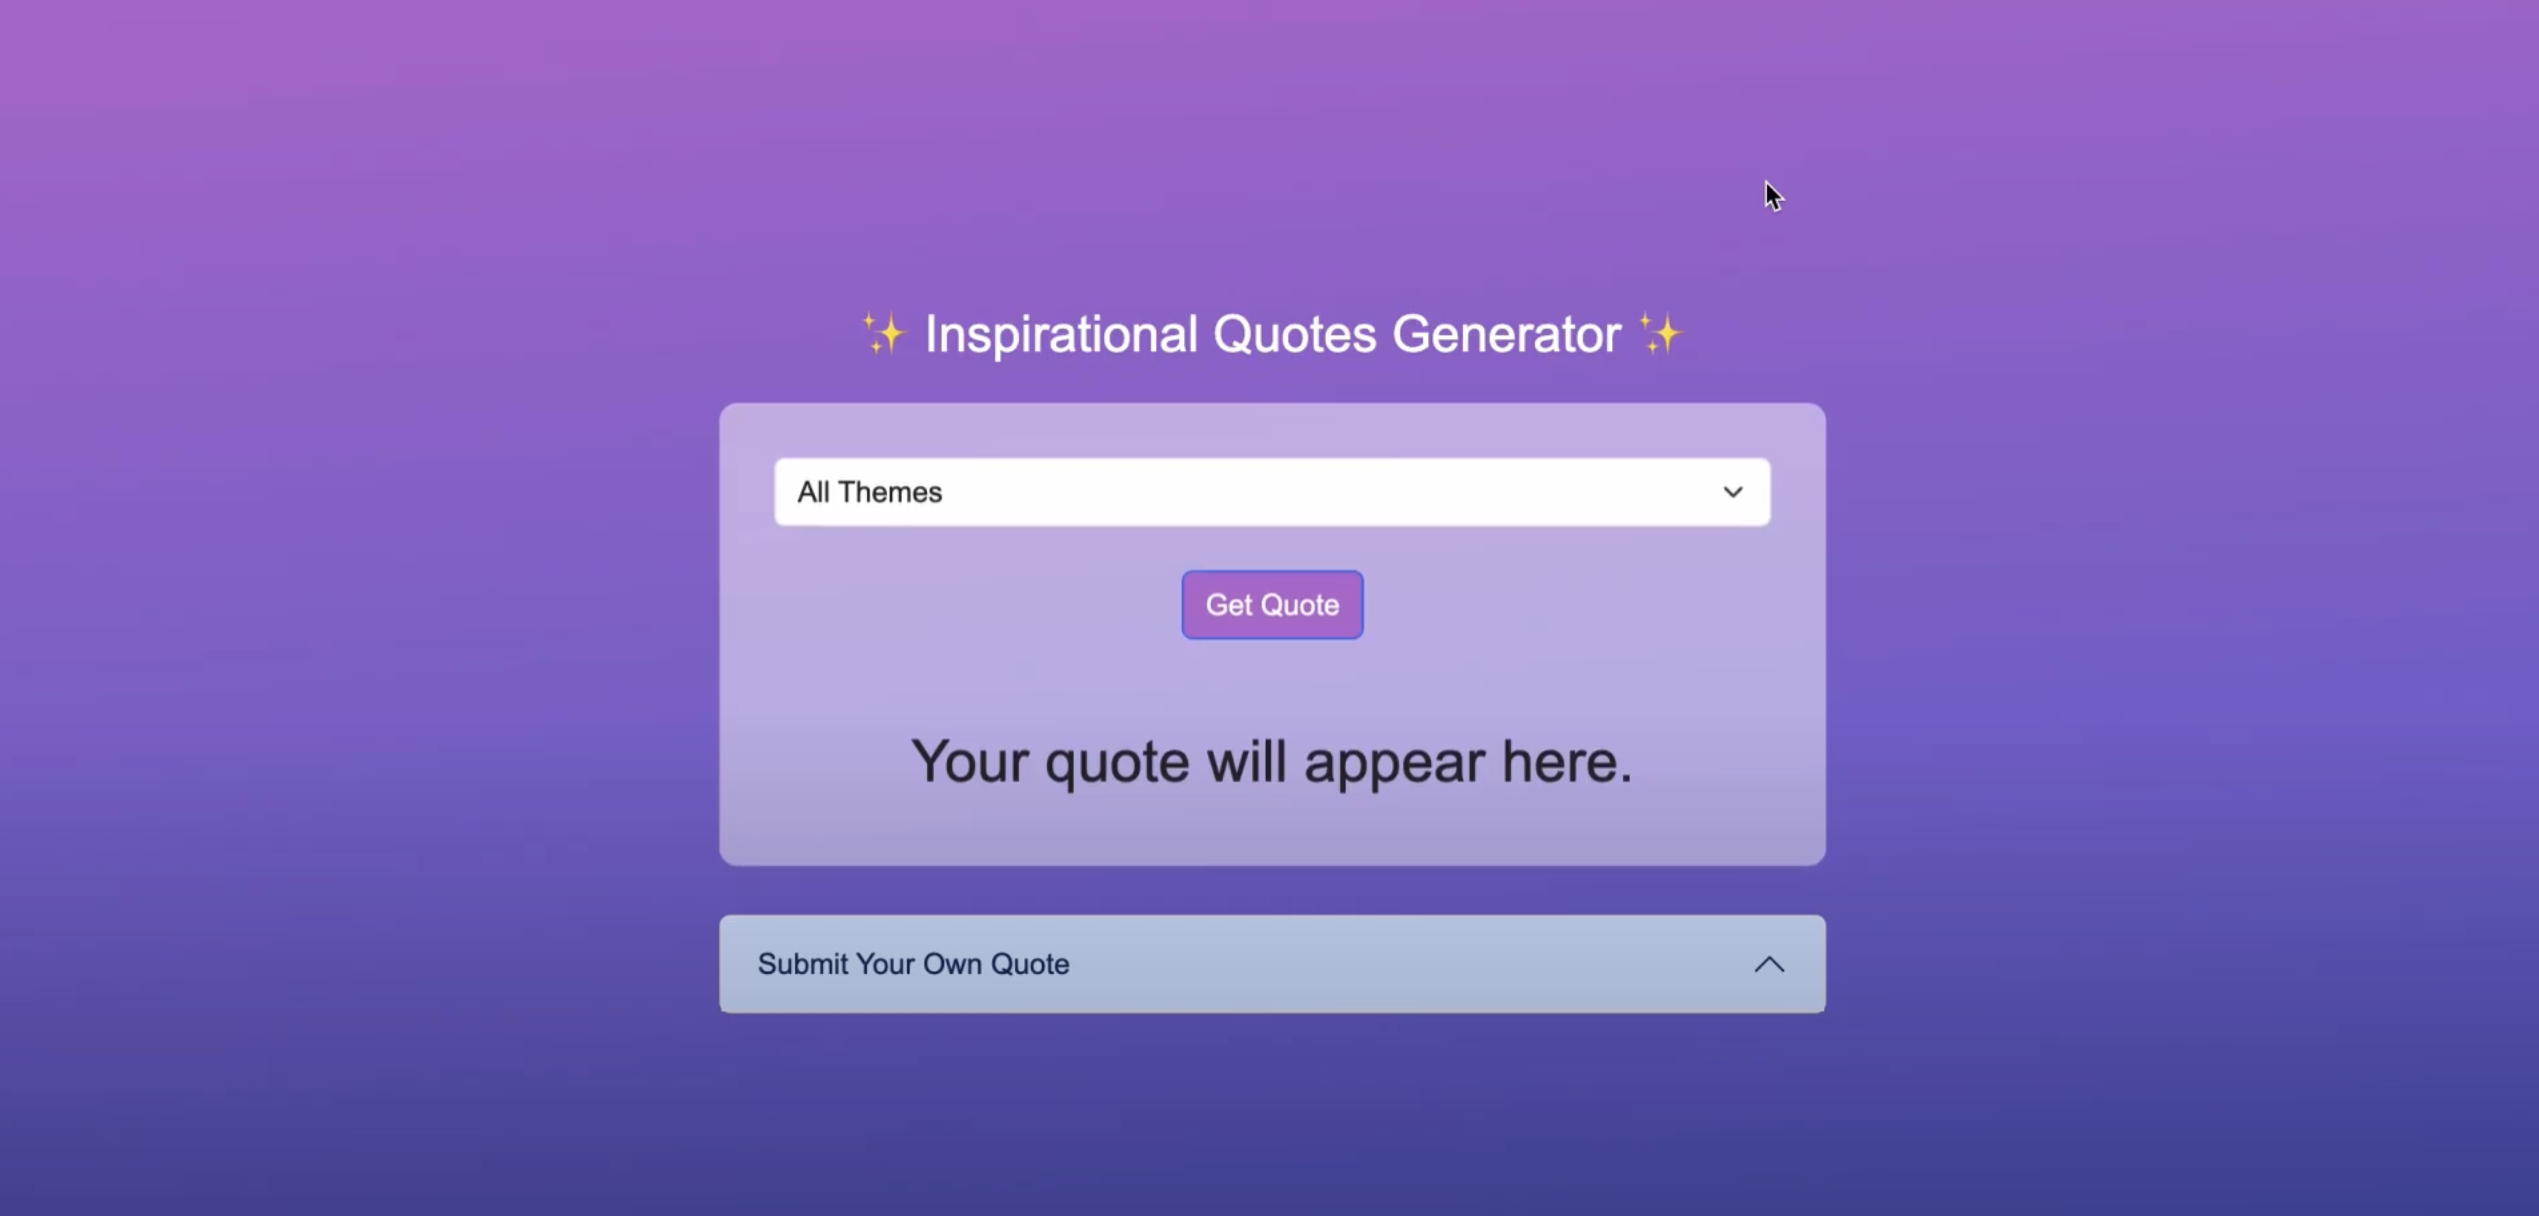 ✨ Inspirational Quotes Generator ✨
All Themes
Get Quote
Your quote will appear here.
Submit Your Own Quote